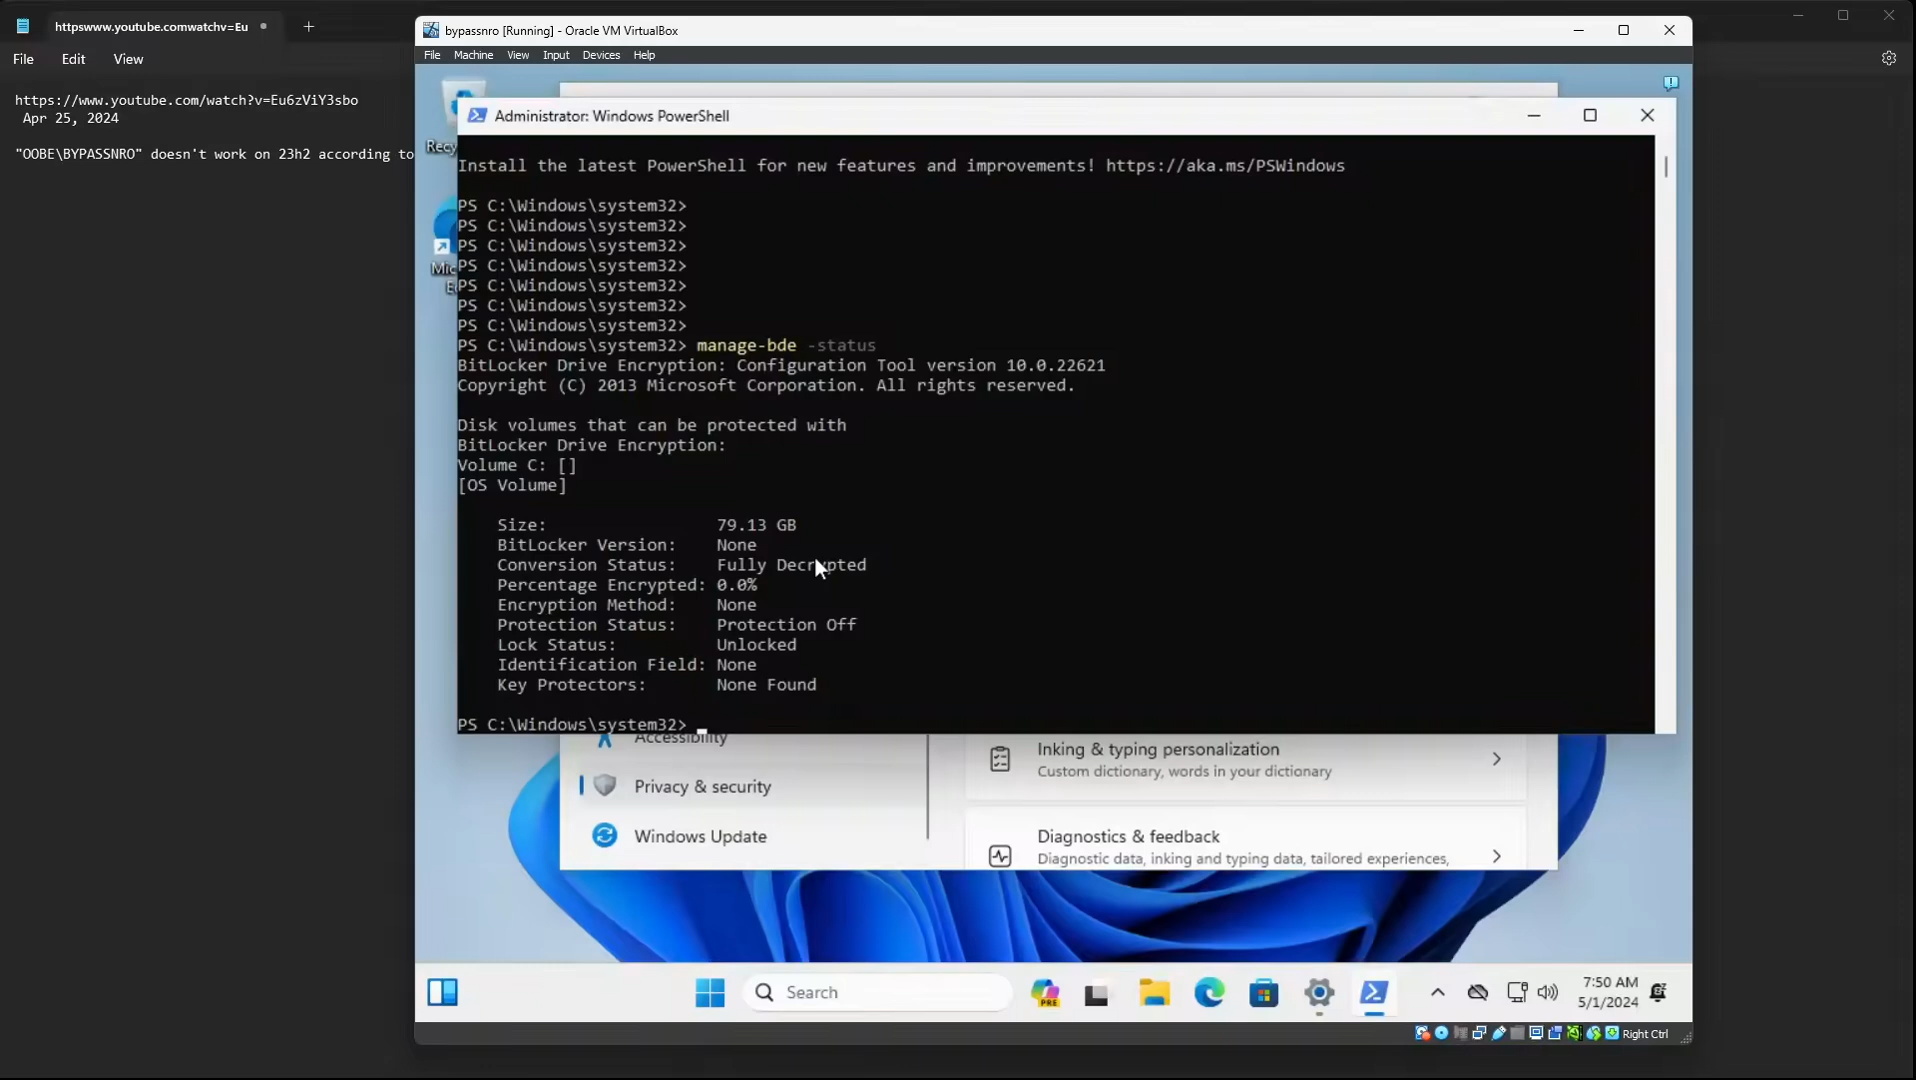 httpswww.youtube.comwatchv=Eu
File Edit View
https://www.youtube.com/watch?v=Eu6zViY3sbo
Apr 25, 2024
"OOBE\BYPASSNRO" doesn't work on 23h2 according to
bypassnro [Running] - Oracle VM VirtualBox
File Machine View Input Devices Help
Administrator: Windows PowerShell
Install the latest PowerShell for new features and improvements! https://aka.ms/PSWindows
PS C:\Windows\system32>
PS C:\Windows\system32>
PS C:\Windows\system32>
PS C:\Windows\system32>
PS C:\Windows\system32>
PS C:\Windows\system32>
PS C:\Windows\system32>
PS C:\Windows\system32> manage-bde -status
BitLocker Drive Encryption: Configuration Tool version 10.0.22621
Copyright (C) 2013 Microsoft Corporation. All rights reserved.
Disk volumes that can be protected with
BitLocker Drive Encryption:
Volume C: []
[OS Volume]
Size: 79.13 GB
BitLocker Version: None
Conversion Status: Fully Decrypted
Percentage Encrypted: 0.0%
Encryption Method: None
Protection Status: Protection Off
Lock Status: Unlocked
Identification Field: None
Key Protectors: None Found
PS C:\Windows\system32>
Accessibility
Privacy & security
Windows Update
Inking & typing personalization
Custom dictionary, words in your dictionary
Diagnostics & feedback
Diagnostic data, inking and typing data, tailored experiences,
Recy
Mic
E
Search
PRE
7:50 AM
5/1/2024
Right Ctrl